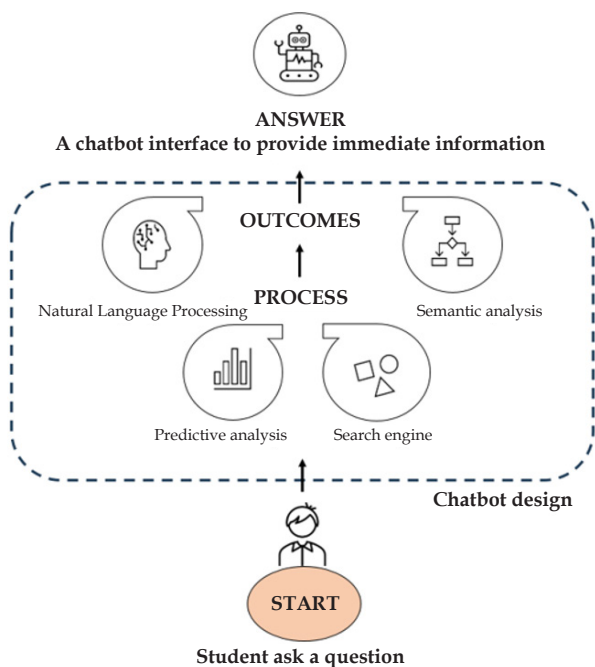 ANSWER
A chatbot interface to provide immediate information
OUTCOMES
PROCESS
Natural Language Processing
Semantic analysis
Predictive analysis
Search engine
Chatbot design
START
Student ask a question